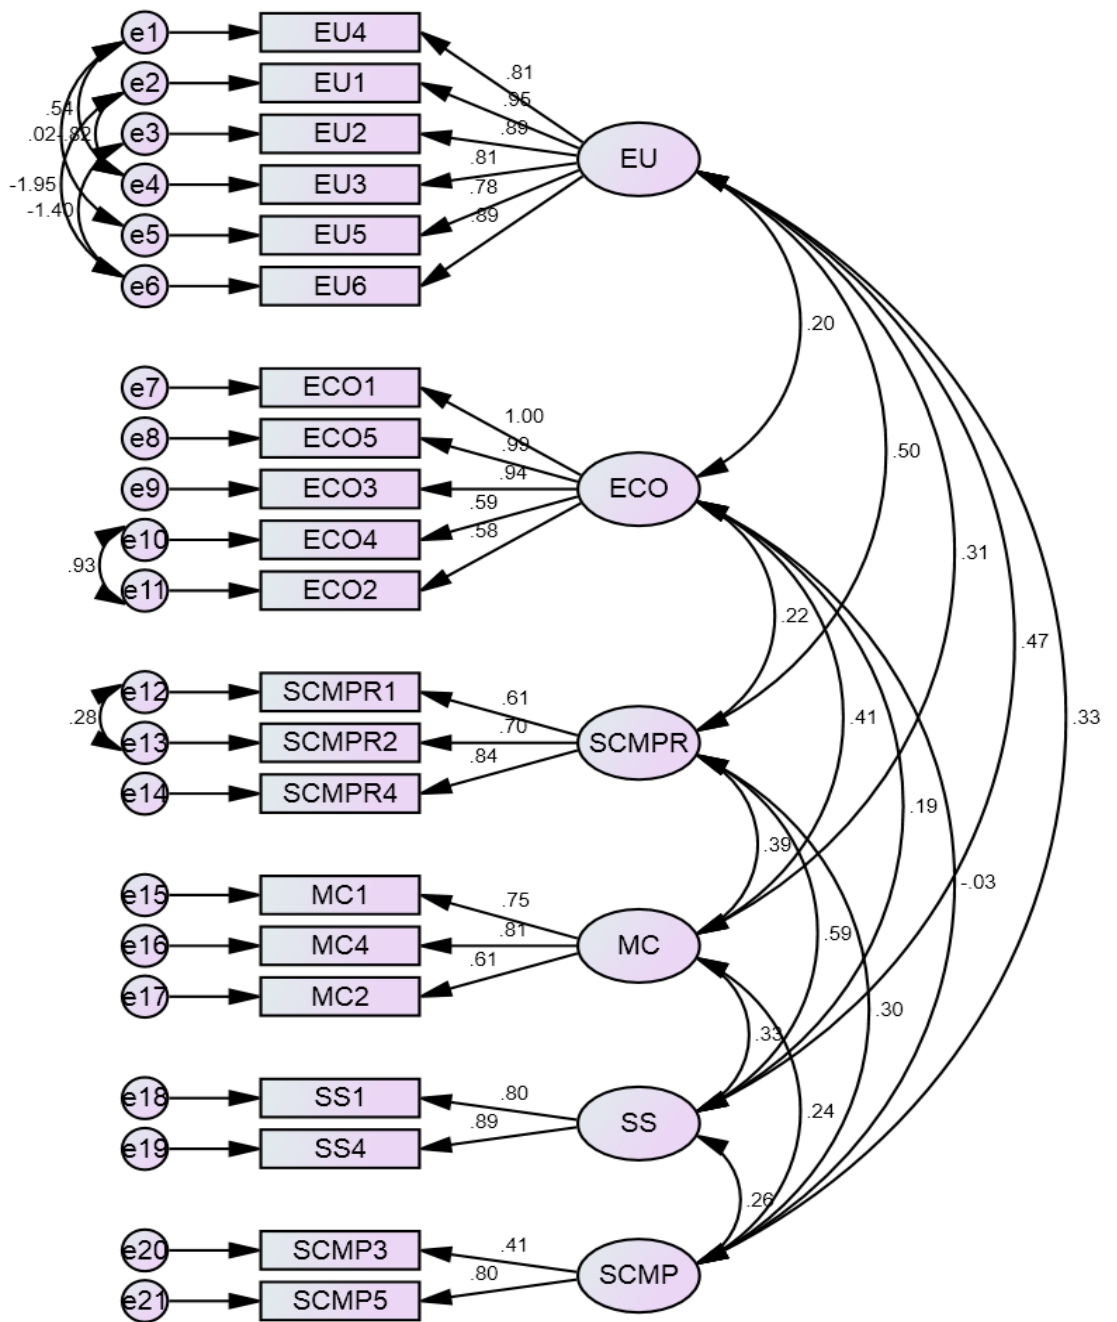 e1 EU4
.81
e2 EU1
.95
.54
.89
.02 -.82
e3 EU2
EU
.81
e4 EU3
-1.95
.78
-1.40
.89
e5 EU5
e6 EU6
.20
e7 ECO1
1.00
e8 ECO5
.99
.50
.94
e9 ECO3
ECO
.59
.58
e10 ECO4
.31
.93
e11 ECO2
.22
.47
e12 SCMPR1
.61
.28
.70
.41
.33
e13 SCMPR2
SCMPR
.84
e14 SCMPR4
.19
.39
-.03
e15 MC1
.75
.81
.59
e16 MC4
MC
.61
e17 MC2
.30
.33
e18 SS1
.80
.24
.89
SS
e19 SS4
.26
e20 SCMP3
.41
.80
SCMP
e21 SCMP5